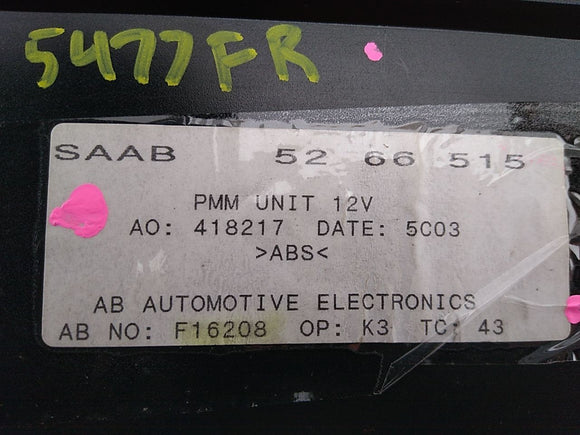 5477FR
SAAB 52 66 515
PMM UNIT 12V
AO: 418217 DATE: 5C03
>ABS<
AB AUTOMOTIVE ELECTRONICS
AB NO: F16208 OP: K3 TC: 43